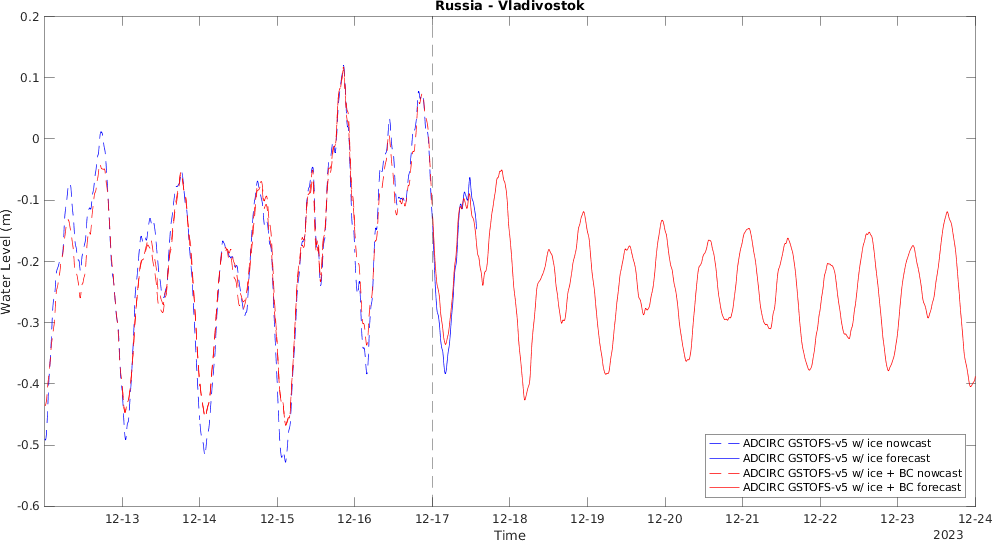 Russia - Vladivostok
0.2
0.1
0
-0.1
-0.2
-0.3
-0.4
-0.5
-0.6
Water Level (m)
12-13 12-14 12-15 12-16 12-17 12-18 12-19 12-20 12-21 12-22 12-23 12-24
Time
2023
ADCIRC GSTOFS-v5 w/ ice nowcast
ADCIRC GSTOFS-v5 w/ ice forecast
ADCIRC GSTOFS-v5 w/ ice + BC nowcast
ADCIRC GSTOFS-v5 w/ ice + BC forecast